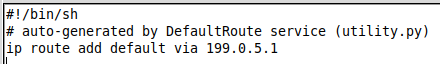 #!/bin/sh
# auto-generated by DefaultRoute service (utility.py)
ip route add default via 199.0.5.1